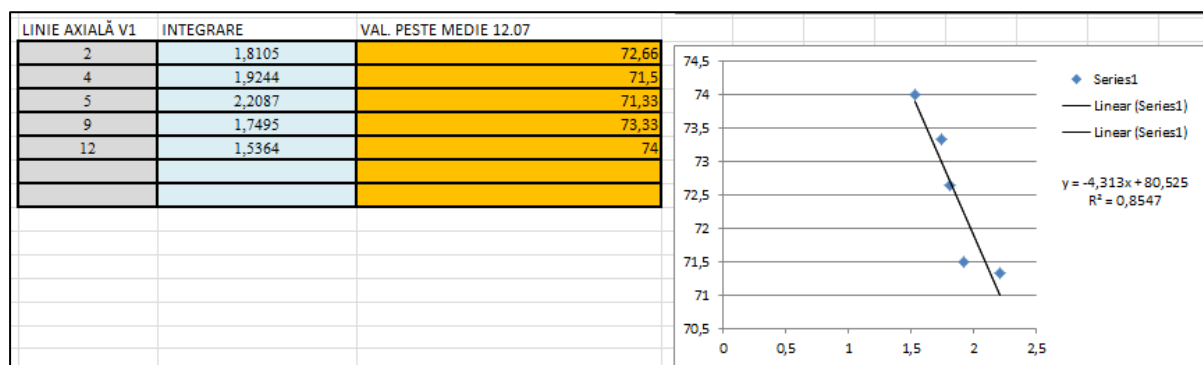 LINIE AXIALĂ V1 INTEGRARE VAL. PESTE MEDIE 12.07
2 1,8105 72,66
4 1,9244 71,5
5 2,2087 71,33
9 1,7495 73,33
12 1,5364 74
74,5
74
73,5
73
72,5
72
71,5
71
70,5
0 0,5 1 1,5 2 2,5
Series1
Linear (Series1)
Linear (Series1)
y = -4,313x + 80,525
R² = 0,8547